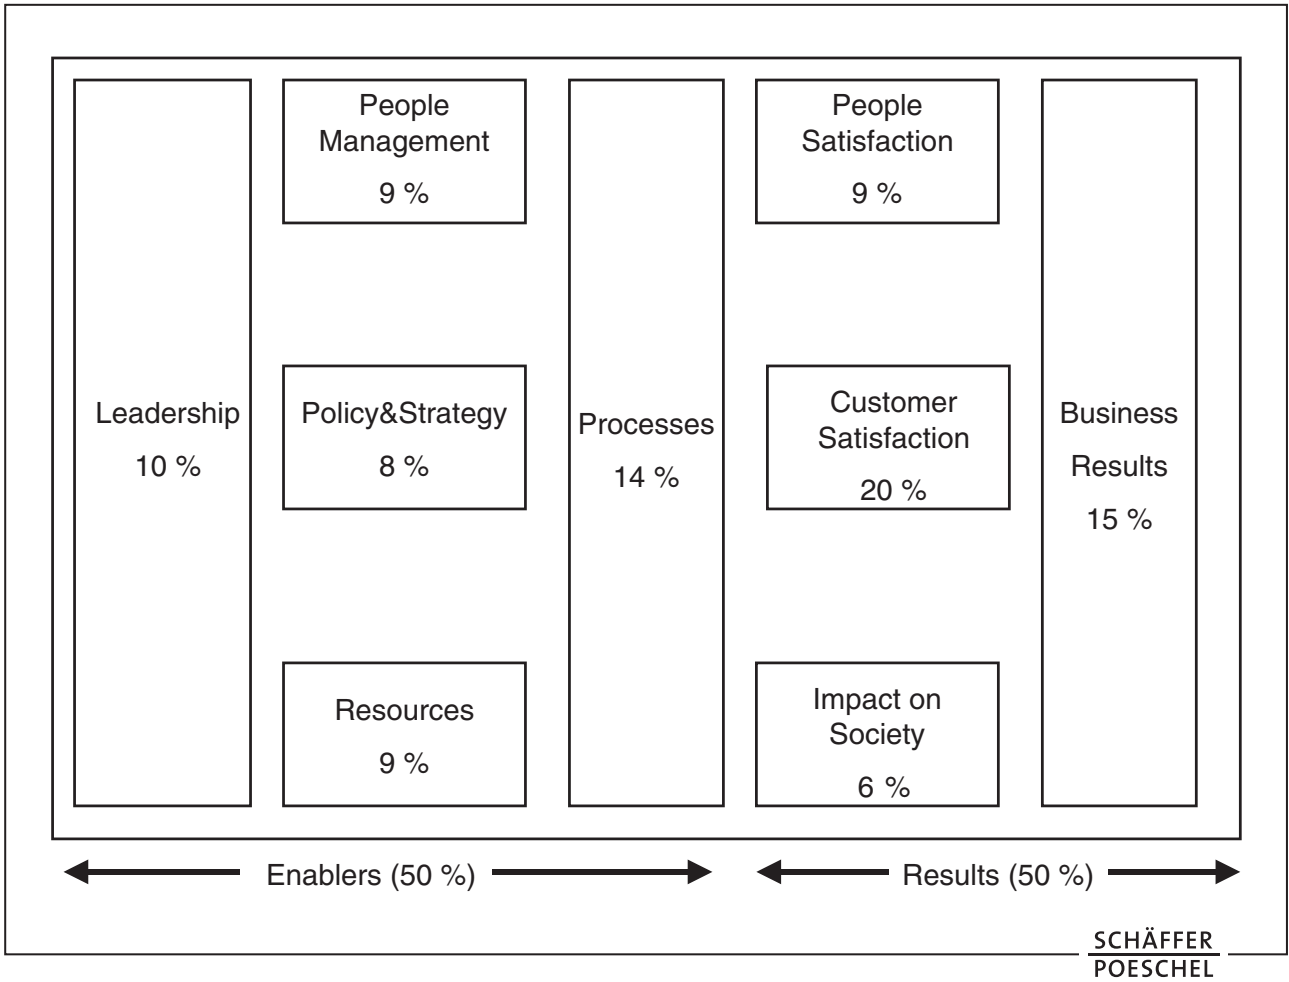 People
Management
9 %
People
Satisfaction
9 %
Leadership
10 %
Policy&Strategy
8 %
Processes
14 %
Customer
Satisfaction
20 %
Business
Results
15 %
Resources
9 %
Impact on
Society
6 %
Enablers (50 %)
Results (50 %)
SCHÄFFER
POESCHEL